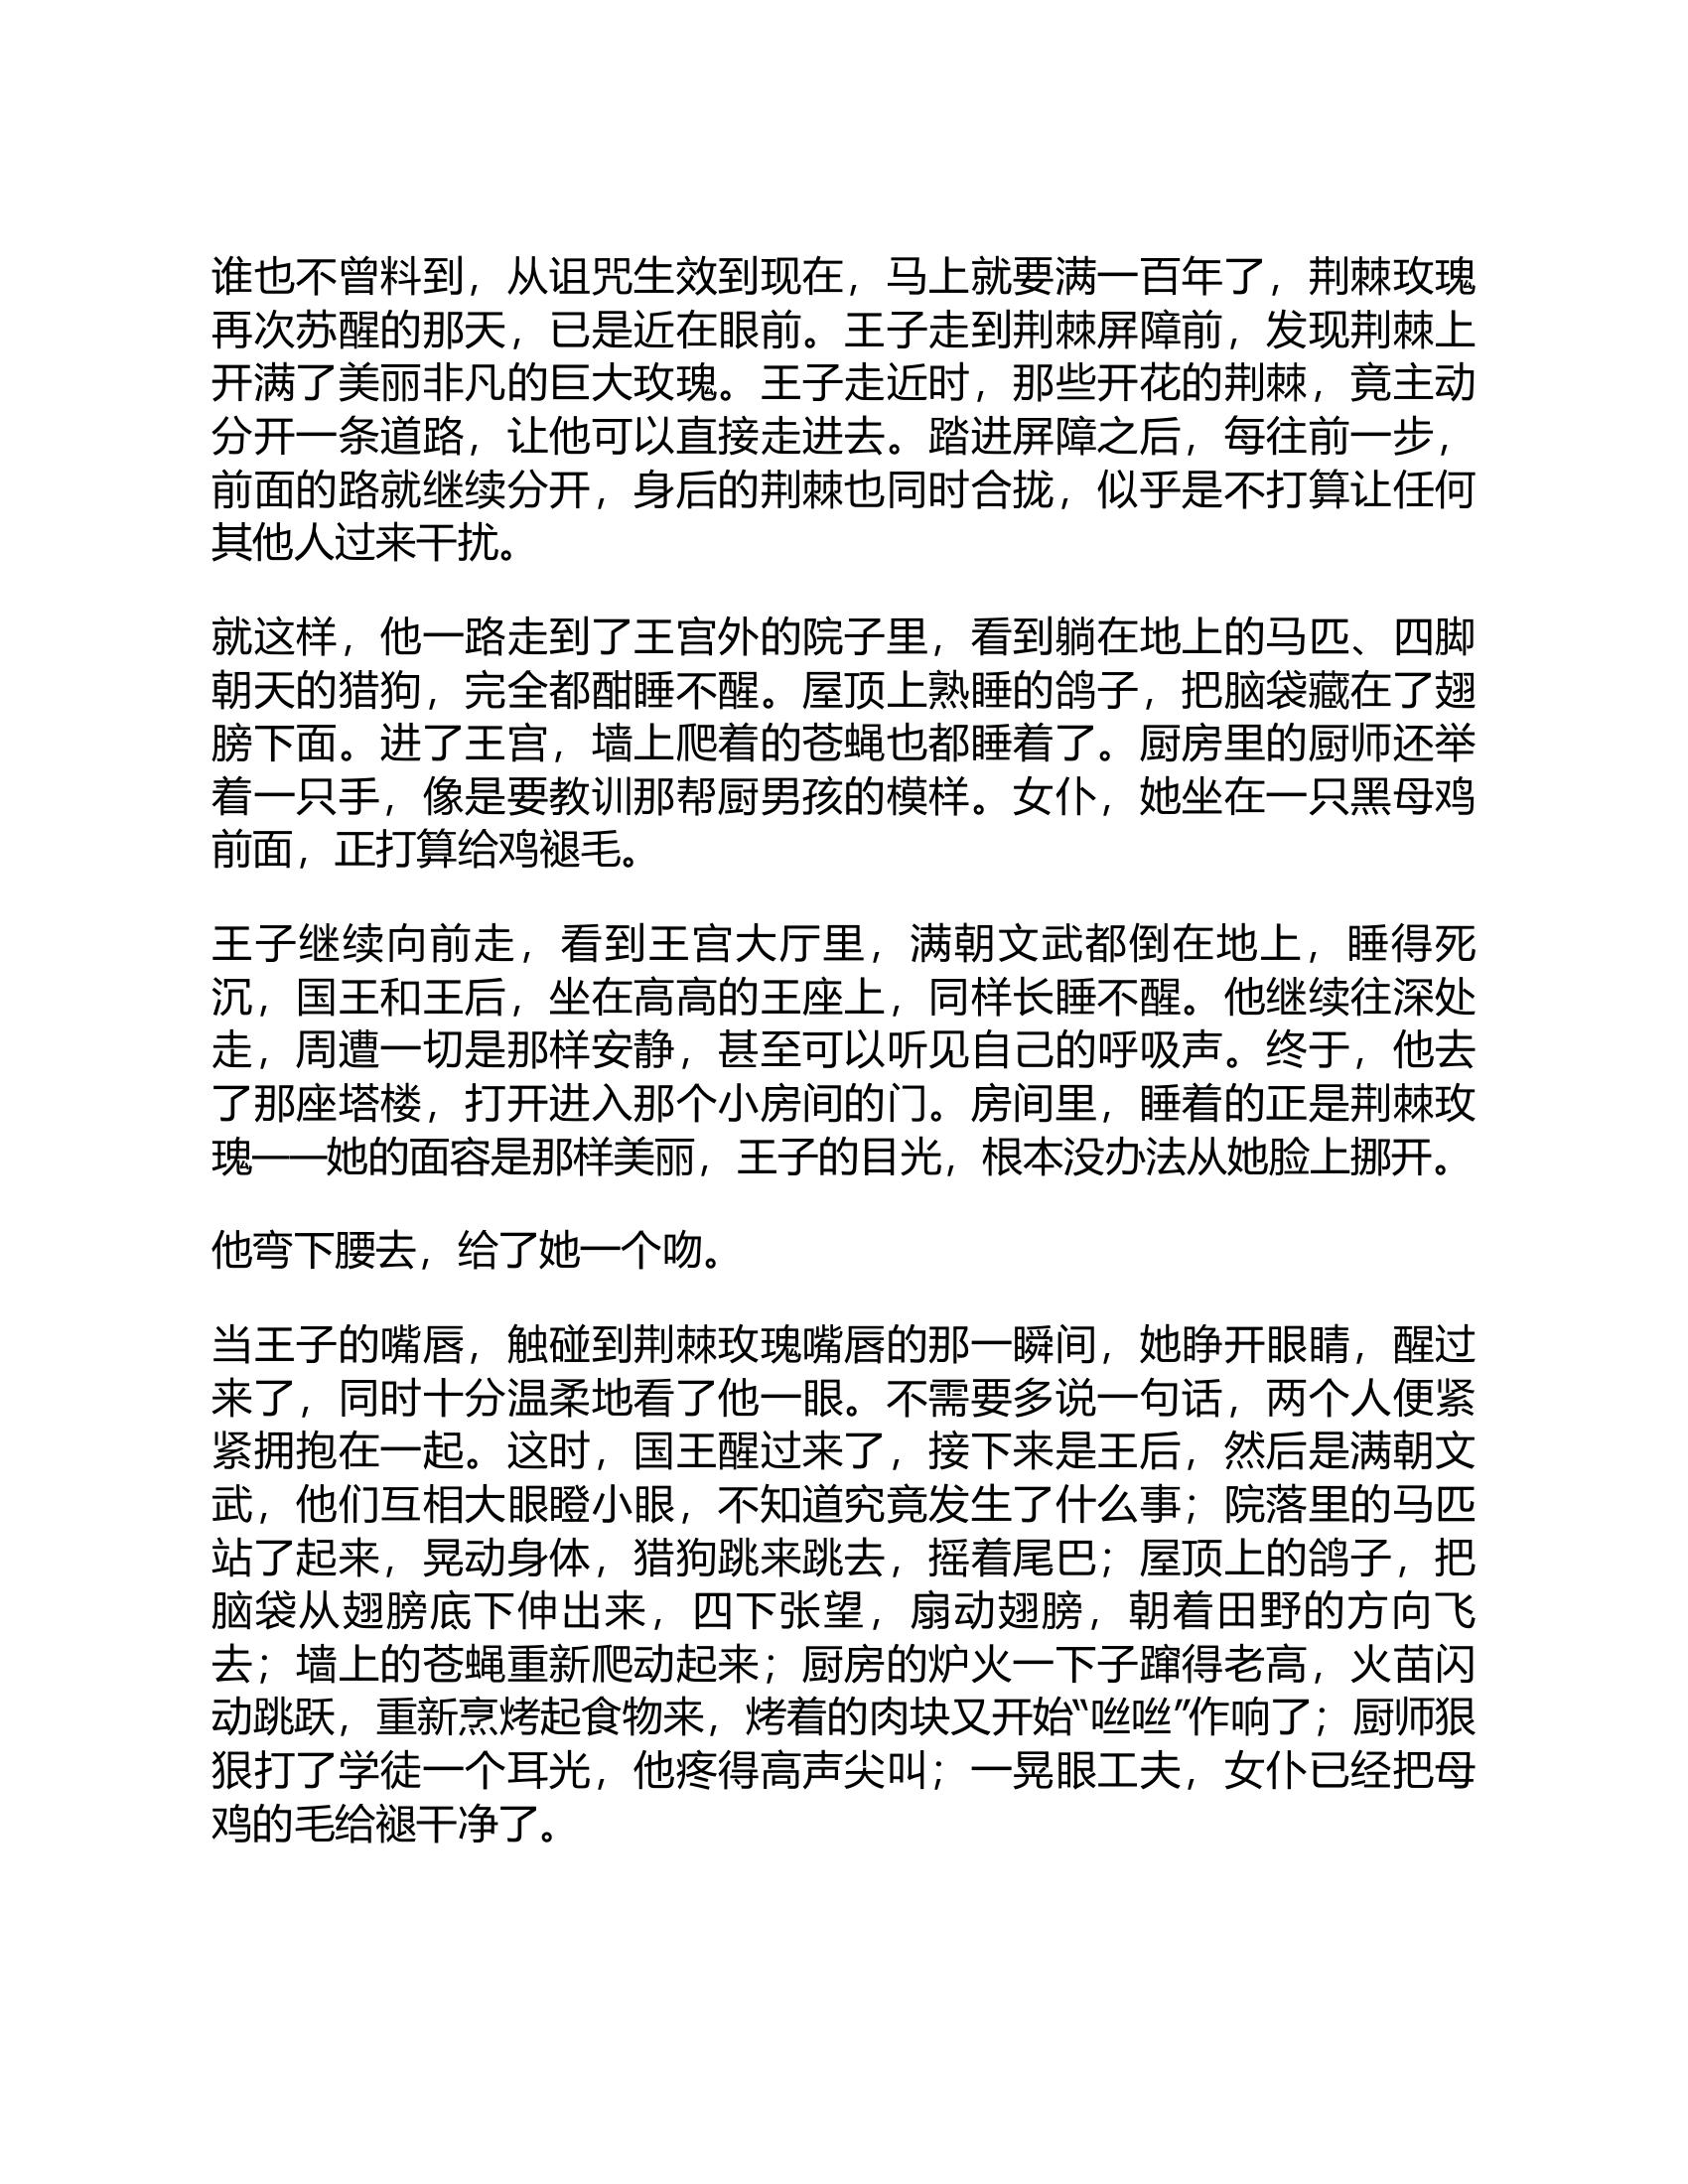 谁也不曾料到，从诅咒生效到现在，马上就要满一百年了，荆棘玫瑰
再次苏醒的那天，已是近在眼前。王子走到荆棘屏障前，发现荆棘上
开满了美丽非凡的巨大玫瑰。王子走近时，那些开花的荆棘，竟主动
分开一条道路，让他可以直接走进去。踏进屏障之后，每往前一步，
前面的路就继续分开，身后的荆棘也同时合拢，似乎是不打算让任何
其他人过来干扰。
就这样，他一路走到了王宫外的院子里，看到躺在地上的马匹、四脚
朝天的猎狗，完全都酣睡不醒。屋顶上熟睡的鸽子，把脑袋藏在了翅
膀下面。进了王宫，墙上爬着的苍蝇也都睡着了。厨房里的厨师还举
着一只手，像是要教训那帮厨男孩的模样。女仆，她坐在一只黑母鸡
前面，正打算给鸡褪毛。
王子继续向前走，看到王宫大厅里，满朝文武都倒在地上，睡得死
沉，国王和王后，坐在高高的王座上，同样长睡不醒。他继续往深处
走，周遭一切是那样安静，甚至可以听见自己的呼吸声。终于，他去
了那座塔楼，打开进入那个小房间的门。房间里，睡着的正是荆棘玫
瑰——她的面容是那样美丽，王子的目光，根本没办法从她脸上挪开。
他弯下腰去，给了她一个吻。
当王子的嘴唇，触碰到荆棘玫瑰嘴唇的那一瞬间，她睁开眼睛，醒过
来了，同时十分温柔地看了他一眼。不需要多说一句话，两个人便紧
紧拥抱在一起。这时，国王醒过来了，接下来是王后，然后是满朝文
武，他们互相大眼瞪小眼，不知道究竟发生了什么事；院落里的马匹
站了起来，晃动身体，猎狗跳来跳去，摇着尾巴；屋顶上的鸽子，把
脑袋从翅膀底下伸出来，四下张望，扇动翅膀，朝着田野的方向飞
去；墙上的苍蝇重新爬动起来；厨房的炉火一下子蹿得老高，火苗闪
动跳跃，重新烹烤起食物来，烤着的肉块又开始“咝咝”作响了；厨师狠
狠打了学徒一个耳光，他疼得高声尖叫；一晃眼工夫，女仆已经把母
鸡的毛给褪干净了。